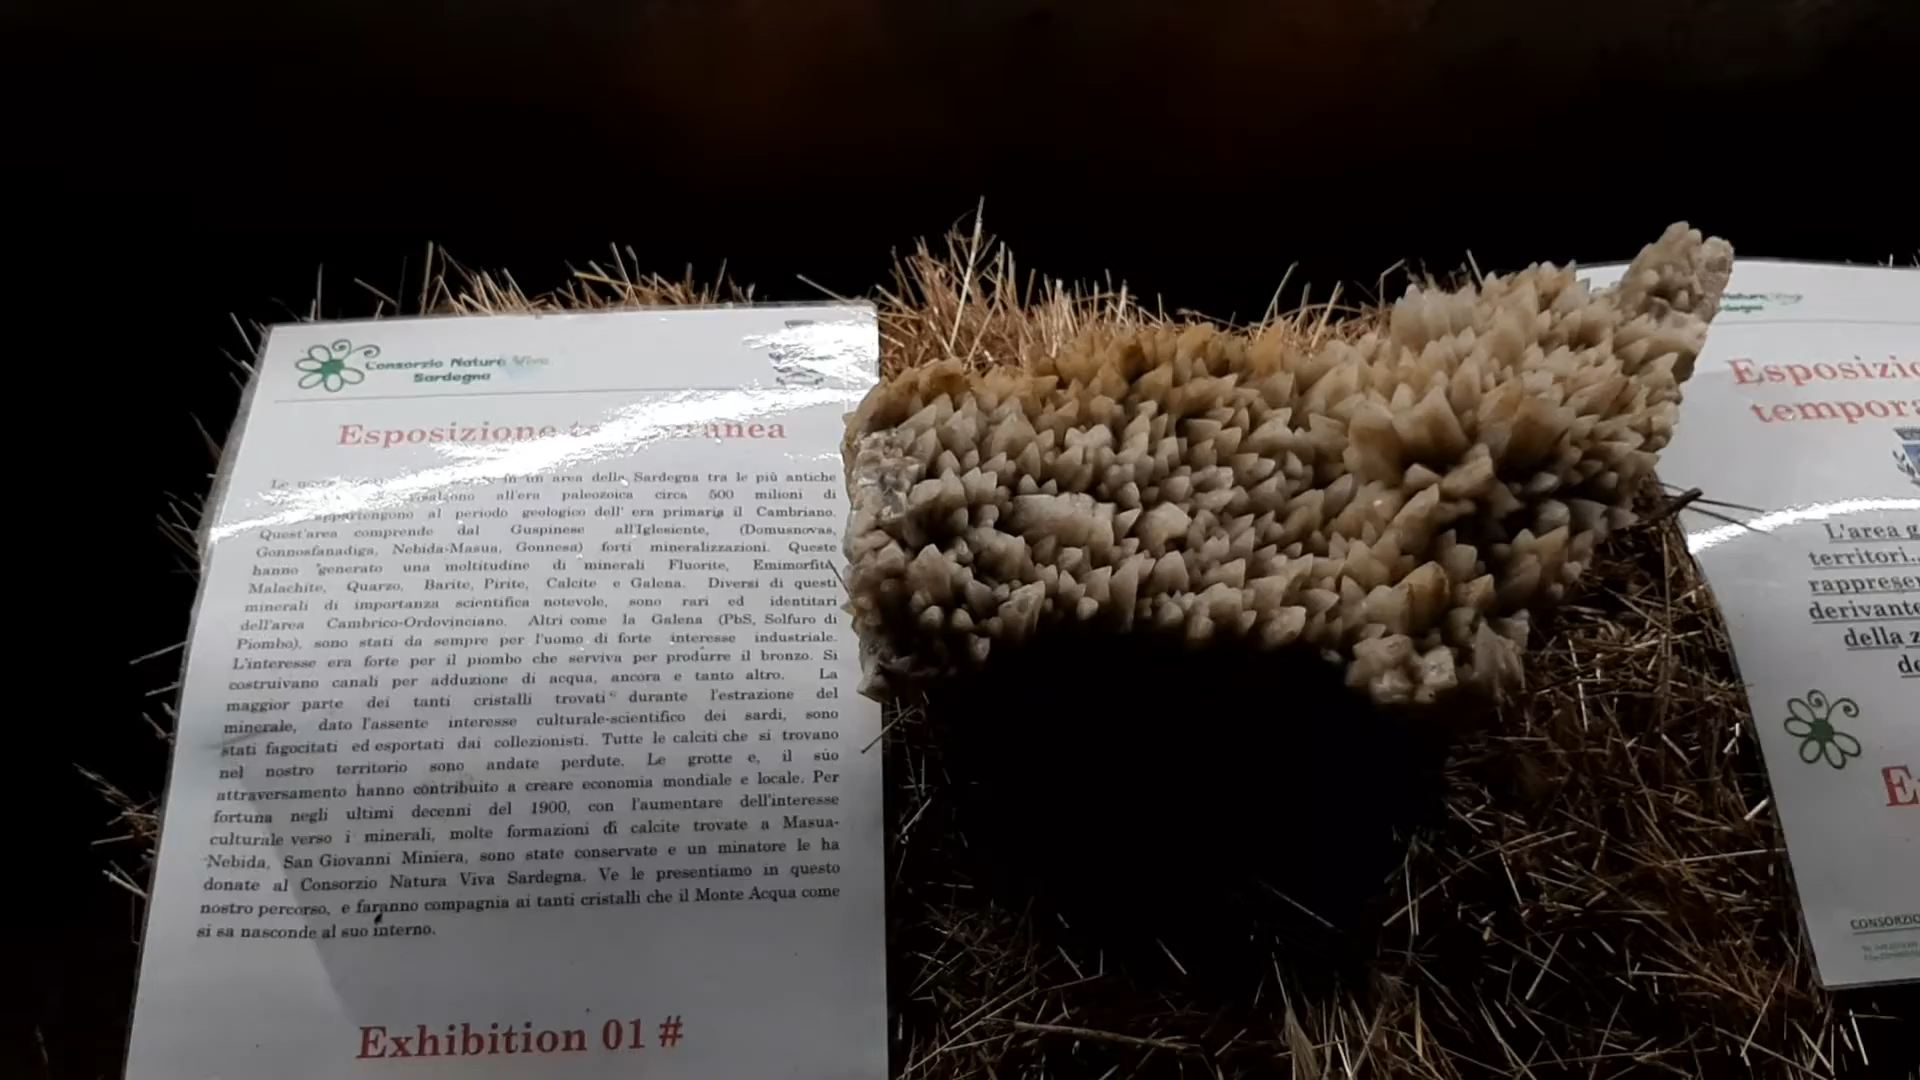 Consorzio Natura Viva
Sardegna
Esposizione
Le in un area della Sardegna tra le più antiche
all'era paleozoica circa 500 milioni di
appartengono al periodo geologico dell' era primaria il Cambriano.
Quest'area comprende dal Guspinese all'Iglesiente, (Domusnovas,
Gonnosfanadiga, Nebida-Masua, Gonnesa) forti mineralizzazioni. Queste
hanno generato una moltitudine di minerali Fluorite, Emimorfite,
Malachite, Quarzo, Barite, Pirite, Calcite e Galena. Diversi di questi
minerali di importanza scientifica notevole, sono rari ed identitari
dell'area Cambrico-Ordovinciano. Altri come la Galena (PbS, Solfuro di
Piombo), sono stati da sempre per l'uomo di forte interesse industriale.
L'interesse era forte per il piombo che serviva per produrre il bronzo. Si
costruivano canali per adduzione di acqua, ancora e tanto altro. La
maggior parte dei tanti cristalli trovati durante l'estrazione del
minerale, dato l'assente interesse culturale-scientifico dei sardi, sono
stati fagocitati ed esportati dai collezionisti. Tutte le calciti che si trovano
nel nostro territorio sono andate perdute. Le grotte e, il suo
attraversamento hanno contribuito a creare economia mondiale e locale. Per
fortuna negli ultimi decenni del 1900, con l'aumentare dell'interesse
culturale verso i minerali, molte formazioni di calcite trovate a Masua-
Nebida, San Giovanni Miniera, sono state conservate e un minatore le ha
donate al Consorzio Natura Viva Sardegna. Ve le presentiamo in questo
nostro percorso, e faranno compagnia ai tanti cristalli che il Monte Acqua come
si sa nasconde al suo interno.
Exhibition 01 #
Natura
Esposizio
tempora
L'area g
territori..
rappresen
derivante
della z
de
E
CONSORZIO